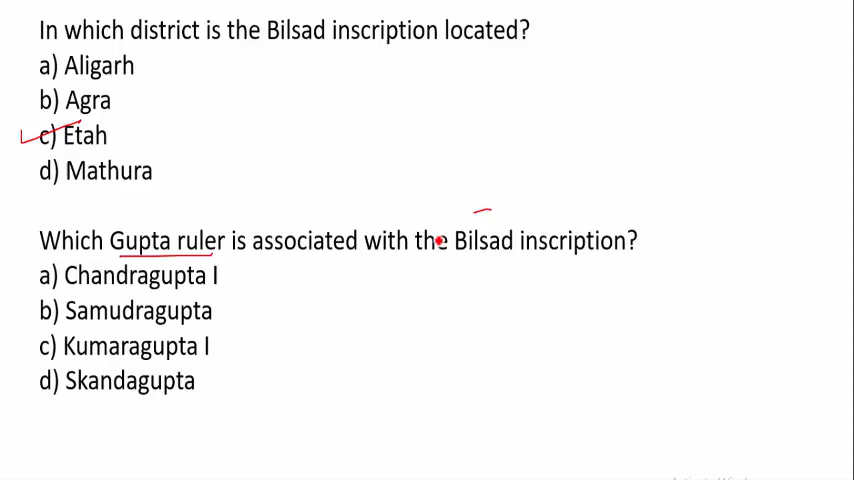 In which district is the Bilsad inscription located?
a) Aligarh
b) Agra
c) Etah
d) Mathura
Which Gupta ruler is associated with the Bilsad inscription?
a) Chandragupta I
b) Samudragupta
c) Kumaragupta I
d) Skandagupta